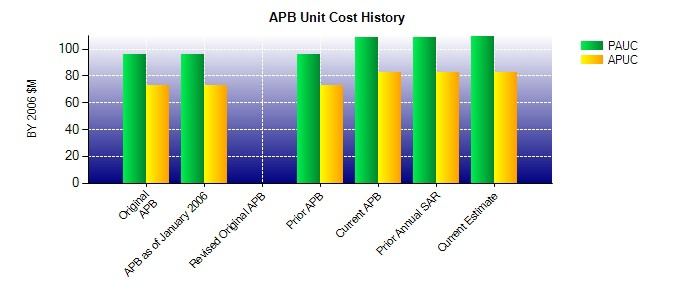 APB Unit Cost History
PAUC
APUC
BY 2006 $M
100
80
60
40
20
0
Original
APB
APB as of January 2006
Revised Original APB
Prior APB
Current APB
Prior Annual SAR
Current Estimate